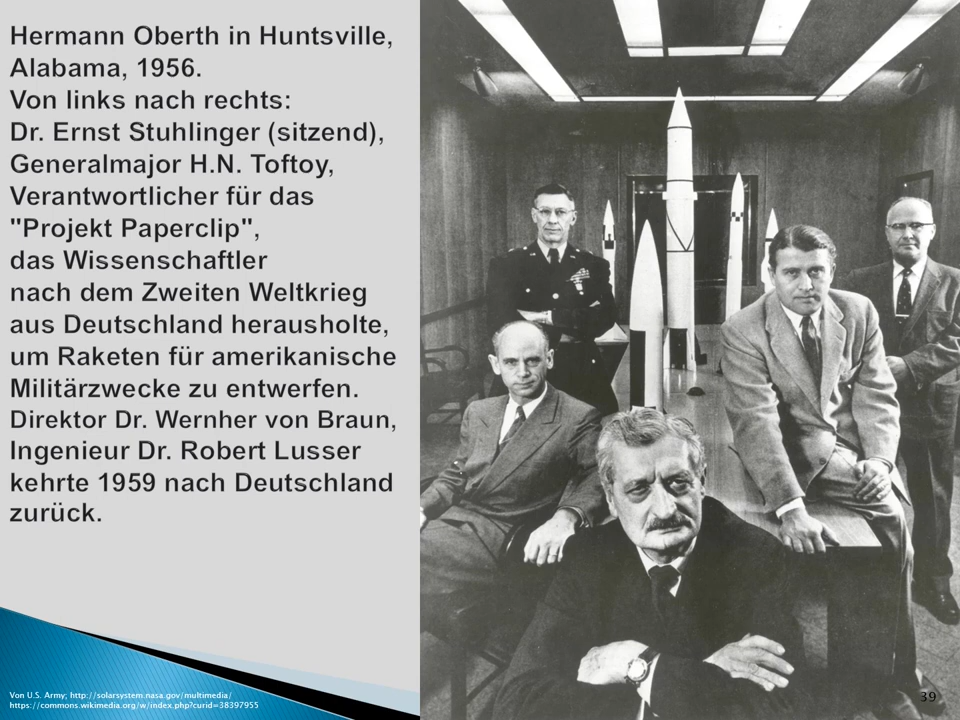 Hermann Oberth in Huntsville,
Alabama, 1956.
Von links nach rechts:
Dr. Ernst Stuhlinger (sitzend),
Generalmajor H.N. Toftoy,
Verantwortlicher für das
"Projekt Paperclip",
das Wissenschaftler
nach dem Zweiten Weltkrieg
aus Deutschland herausholte,
um Raketen für amerikanische
Militärzwecke zu entwerfen.
Direktor Dr. Wernher von Braun,
Ingenieur Dr. Robert Lusser
kehrte 1959 nach Deutschland
zurück.
Von U.S. Army; http://solarsystem.nasa.gov/multimedia/
https://commons.wikimedia.org/w/index.php?curid=38397955
39